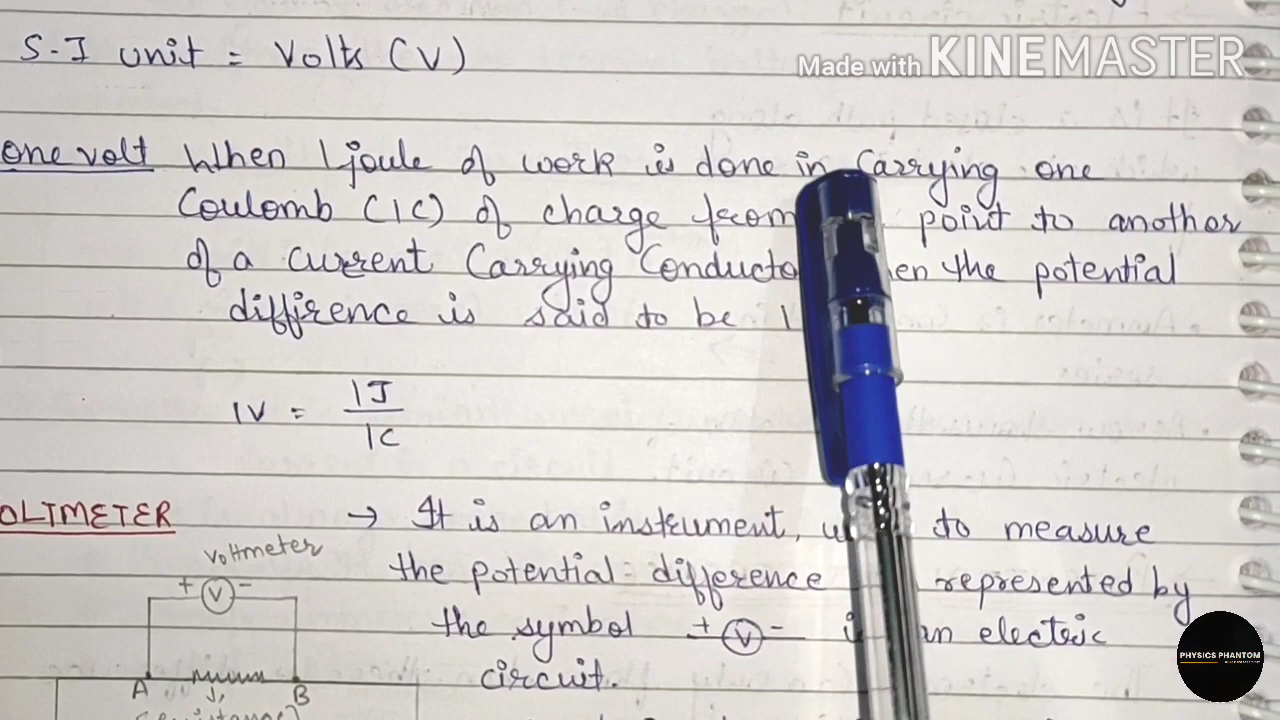 S.I unit = Volts (V)
Made with KINEMASTER
One volt When 1 joule of work is done in Carrying one
Coulomb (1C) of charge from point to another
of a current Carrying Conducto the potential
diffirence is said to be 1
1V = 1J
1C
OLTMETER → It is an instrument, to measure
voltmeter
the potential difference represented by
+ V -
the symbol + V - an electric
circuit.
A B
PHYSICS PHANTOM